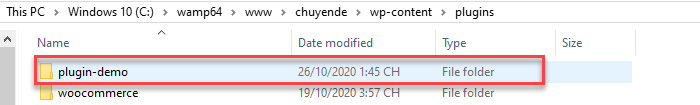 This PC > Windows 10 (C:) > wamp64 > www > chuyende > wp-content > plugins
Name Date modified Type Size
plugin-demo 26/10/2020 1:45 CH File folder
woocommerce 19/10/2020 3:57 CH File folder